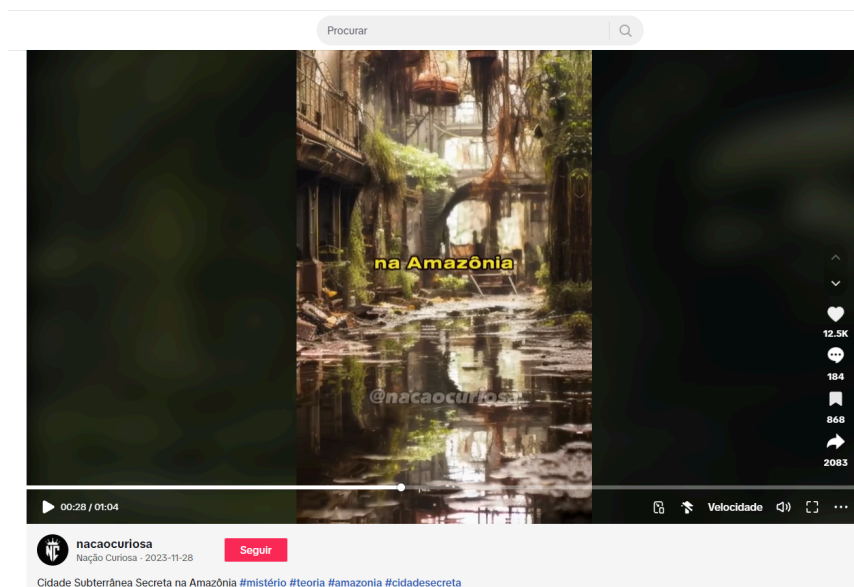 Procurar
na Amazônia
@nacaocuriosa
12.5K
184
868
2083
00:28 / 01:04
Velocidade
NC
nacaocuriosa
Nação Curiosa · 2023-11-28
Seguir
Cidade Subterrânea Secreta na Amazônia #mistério #teoria #amazonia #cidadesecreta